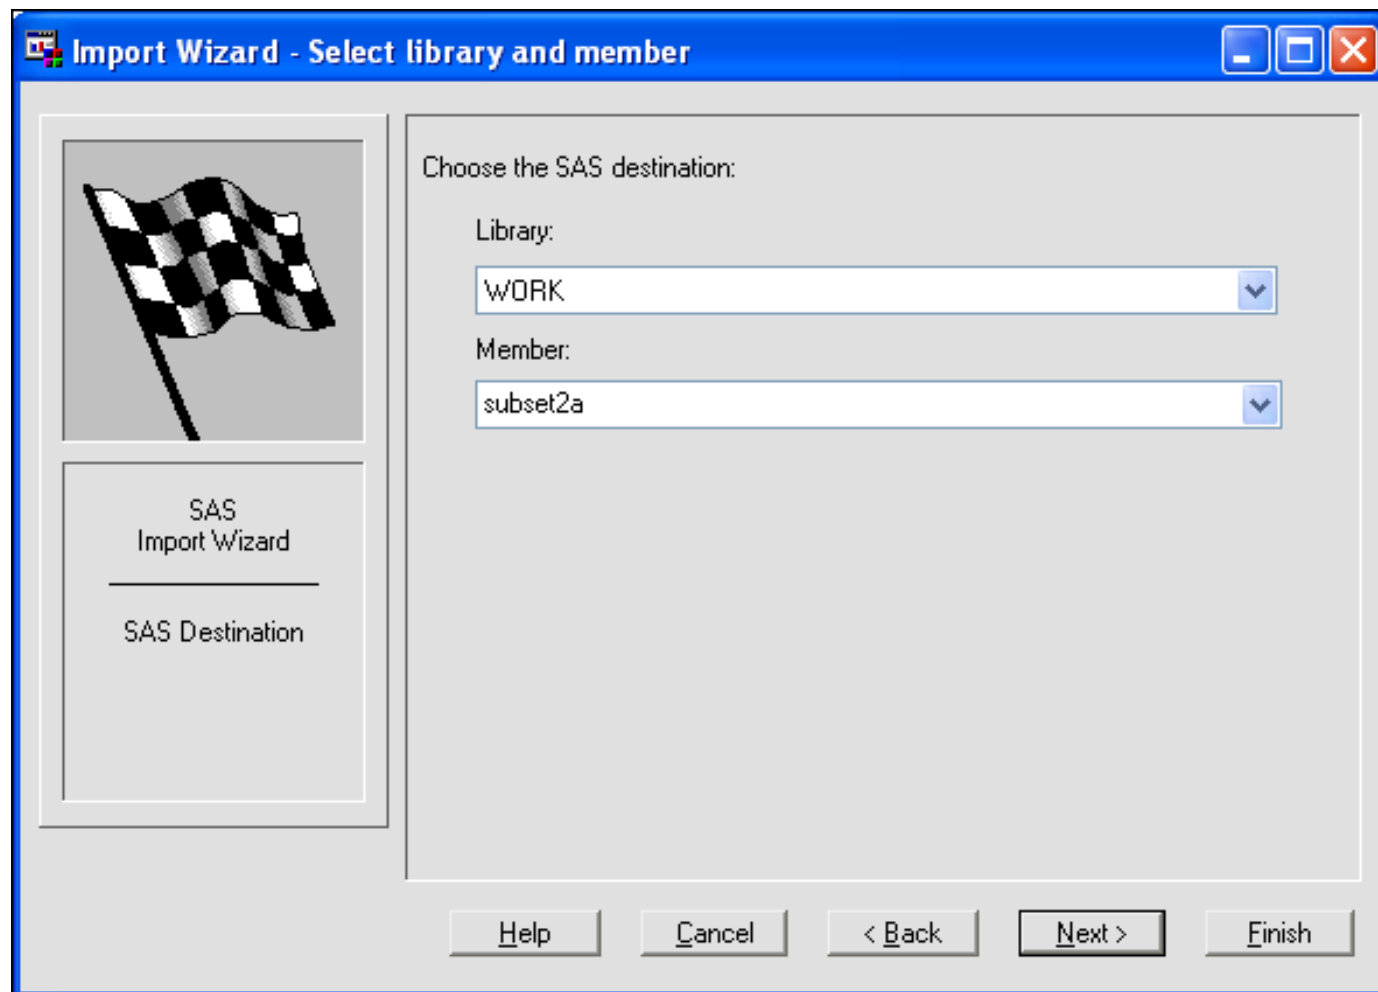 Import Wizard - Select library and member
Choose the SAS destination:
Library:
WORK
Member:
subset2a
SAS
Import Wizard
SAS Destination
Help
Cancel
< Back
Next >
Finish